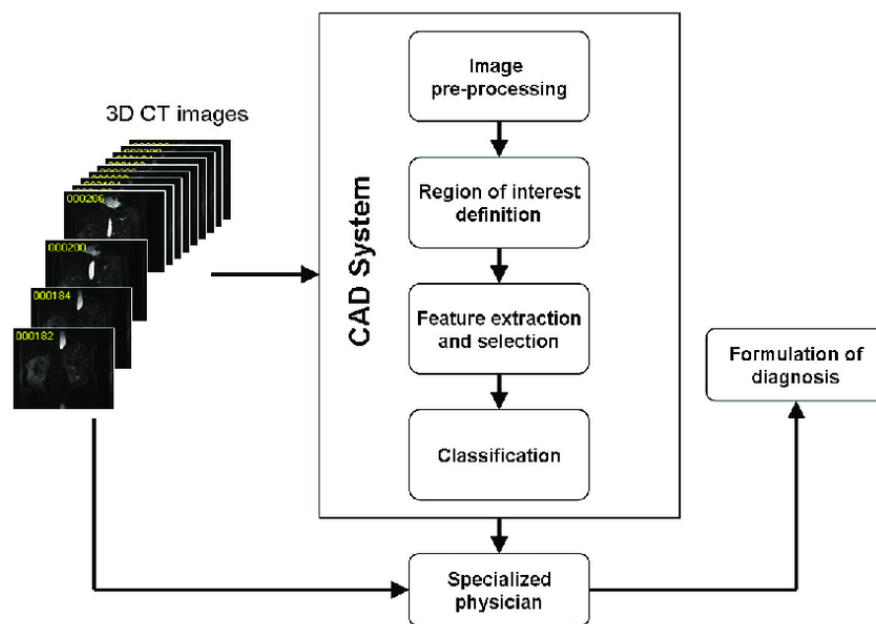 3D CT images
000206
000200
000184
000182
CAD System
Image
pre-processing
Region of interest
definition
Feature extraction
and selection
Classification
Specialized
physician
Formulation of
diagnosis